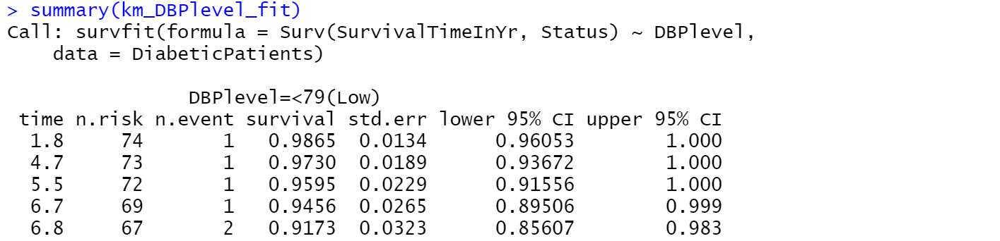 > summary(km_DBPlevel_fit)
Call: survfit(formula = Surv(SurvivalTimeInYr, Status) ~ DBPlevel,
    data = DiabeticPatients)

                DBPlevel=<79(Low)
 time n.risk n.event survival std.err lower 95% CI upper 95% CI
  1.8     74       1   0.9865  0.0134      0.96053        1.000
  4.7     73       1   0.9730  0.0189      0.93672        1.000
  5.5     72       1   0.9595  0.0229      0.91556        1.000
  6.7     69       1   0.9456  0.0265      0.89506        0.999
  6.8     67       2   0.9173  0.0323      0.85607        0.983